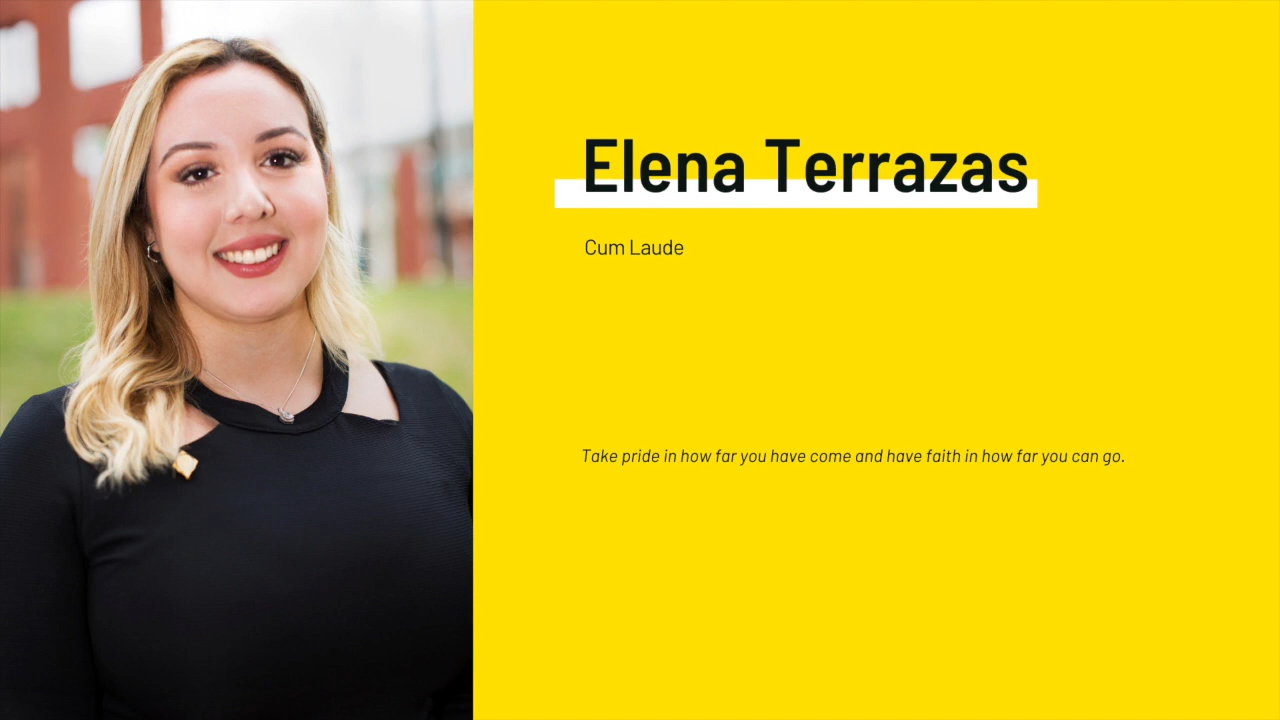 Elena Terrazas
Cum Laude
Take pride in how far you have come and have faith in how far you can go.